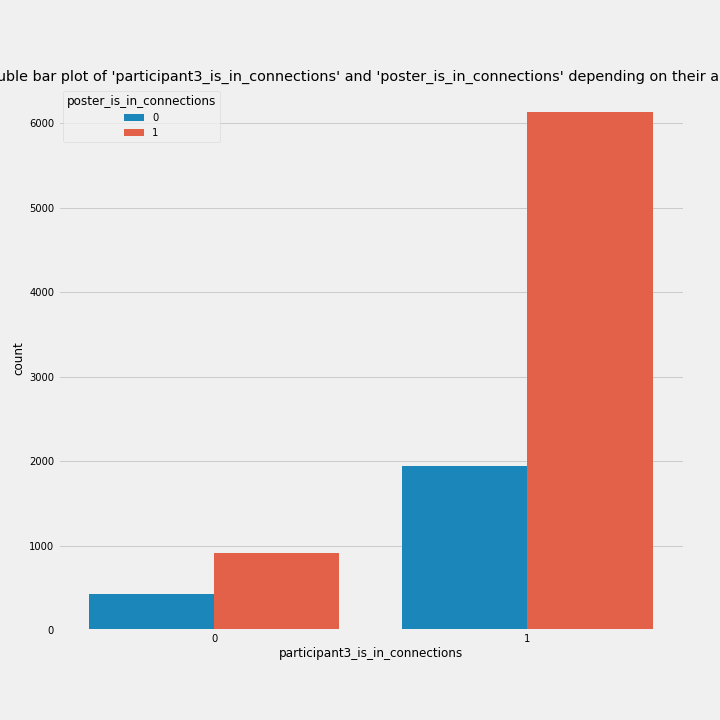 uble bar plot of 'participant3_is_in_connections' and 'poster_is_in_connections' depending on their a
poster_is_in_connections
0
1
6000
5000
4000
3000
2000
1000
0
count
0
1
participant3_is_in_connections